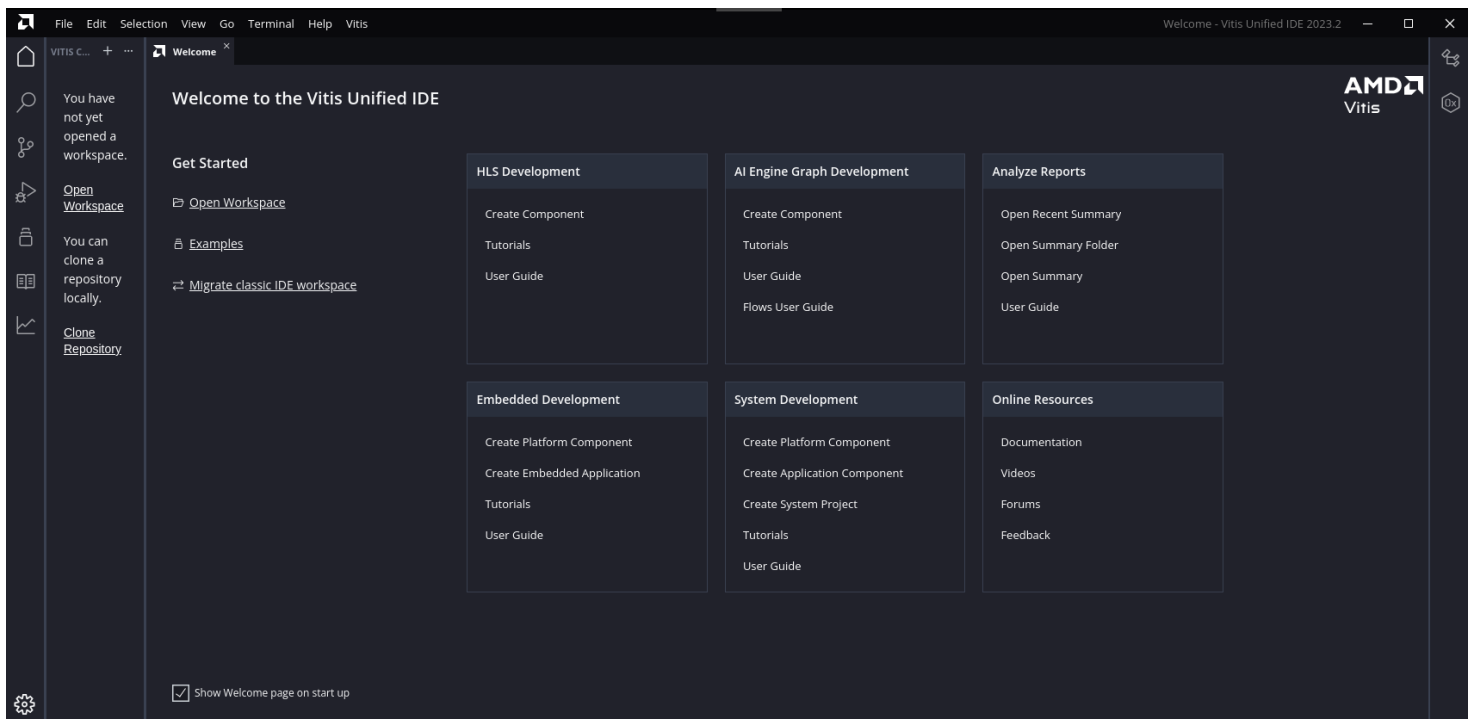 File Edit Selection View Go Terminal Help Vitis
Welcome - Vitis Unified IDE 2023.2
VITIS C...
Welcome
You have
not yet
opened a
workspace.
Open
Workspace
You can
clone a
repository
locally.
Clone
Repository
Welcome to the Vitis Unified IDE
AMD
Vitis
Get Started
Open Workspace
Examples
Migrate classic IDE workspace
HLS Development
Create Component
Tutorials
User Guide
AI Engine Graph Development
Create Component
Tutorials
User Guide
Flows User Guide
Analyze Reports
Open Recent Summary
Open Summary Folder
Open Summary
User Guide
Embedded Development
Create Platform Component
Create Embedded Application
Tutorials
User Guide
System Development
Create Platform Component
Create Application Component
Create System Project
Tutorials
User Guide
Online Resources
Documentation
Videos
Forums
Feedback
Show Welcome page on start up
0x